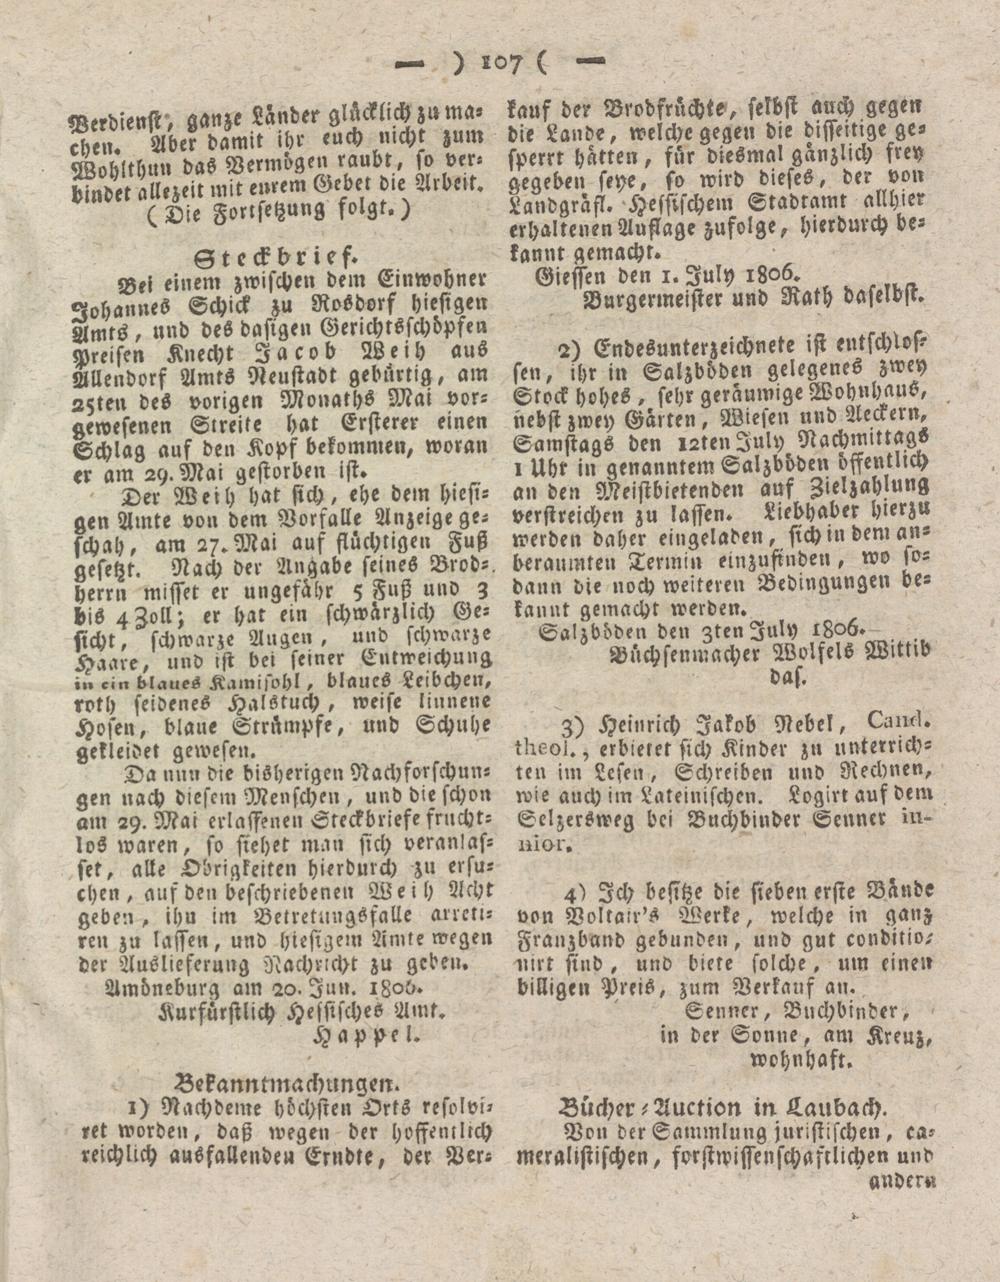 — ) 107 ( —
Verdienst, ganze Länder glücklich zu ma⸗
chen. Aber damit ihr euch nicht zum
Wohlthun das Vermögen raubt, so ver⸗
bindet allezeit mit eurem Gebet die Arbeit.
( Die Fortsetzung folgt. )
Steckbrief.
Bei einem zwischen dem Einwohner
Johannes Schick zu Rosdorf hiesigen
Amts, und des dasigen Gerichtsschöpfen
Preisen Knecht Jacob Weih aus
Allendorf Amts Neustadt gebürtig, am
25ten des vorigen Monaths Mai vor⸗
gewesenen Streite hat Ersterer einen
Schlag auf den Kopf bekommen, woran
er am 29. Mai gestorben ist.
Der Weih hat sich, ehe dem hiesi⸗
gen Amte von dem Vorfalle Anzeige ge⸗
schah, am 27. Mai auf flüchtigen Fuß
gesetzt. Nach der Angabe seines Brod⸗
herrn misset er ungefähr 5 Fuß und 3
bis 4 Zoll; er hat ein schwärzlich Ge⸗
sicht, schwarze Augen, und schwarze
Haare, und ist bei seiner Entweichung
in ein blaues Kamisohl, blaues Leibchen,
roth seidenes Halstuch, weise linnene
Hosen, blaue Strümpfe, und Schuhe
gekleidet gewesen.
Da nun die bisherigen Nachforschun⸗
gen nach diesem Menschen, und die schon
am 29. Mai erlassenen Steckbriefe frucht⸗
los waren, so siehet man sich veranlas⸗
set, alle Obrigkeiten hierdurch zu ersu⸗
chen, auf den beschriebenen Weih Acht
geben, ihn im Betretungsfalle arreti⸗
ren zu lassen, und hiesigem Amte wegen
der Auslieferung Nachricht zu geben.
Amöneburg am 20. Jun. 1806.
Kurfürstlich Hessisches Amt.
Happel.
Bekanntmachungen.
1) Nachdeme höchsten Orts resolvi⸗
ret worden, daß wegen der hoffentlich
reichlich ausfallenden Erndte, der Ver⸗
kauf der Brodfrüchte, selbst auch gegen
die Lande, welche gegen die disseitige ge⸗
sperrt hätten, für diesmal gänzlich frey
gegeben seye, so wird dieses, der von
Landgräfl. Hessischem Stadtamt allhier
erhaltenen Auflage zufolge, hierdurch be⸗
kannt gemacht.
Giessen den 1. July 1806.
Burgermeister und Rath daselbst.
2) Endesunterzeichnete ist entschlos⸗
sen, ihr in Salzböden gelegenes zwey
Stock hohes, sehr geräumige Wohnhaus,
nebst zwey Gärten, Wiesen und Aeckern,
Samstags den 12ten July Nachmittags
1 Uhr in genanntem Salzböden öffentlich
an den Meistbietenden auf Zielzahlung
verstreichen zu lassen. Liebhaber hierzu
werden daher eingeladen, sich in dem an⸗
beraumten Termin einzufinden, wo so⸗
dann die noch weiteren Bedingungen be⸗
kannt gemacht werden.
Salzböden den 3ten July 1806.
Büchsenmacher Wolfels Wittib
das.
3) Heinrich Jakob Nebel, Cand.
theol., erbietet sich Kinder zu unterrich⸗
ten im Lesen, Schreiben und Rechnen,
wie auch im Lateinischen. Logirt auf dem
Selzersweg bei Buchbinder Senner iu-
nior.
4) Ich besitze die sieben erste Bände
von Voltair's Werke, welche in ganz
Franzband gebunden, und gut conditio⸗
nirt sind, und biete solche, um einen
billigen Preis, zum Verkauf an.
Senner, Buchbinder,
in der Sonne, am Kreuz,
wohnhaft.
Bücher⸗Auction in Laubach.
Von der Sammlung juristischen, ca⸗
meralistischen, forstwissenschaftlichen und
andern